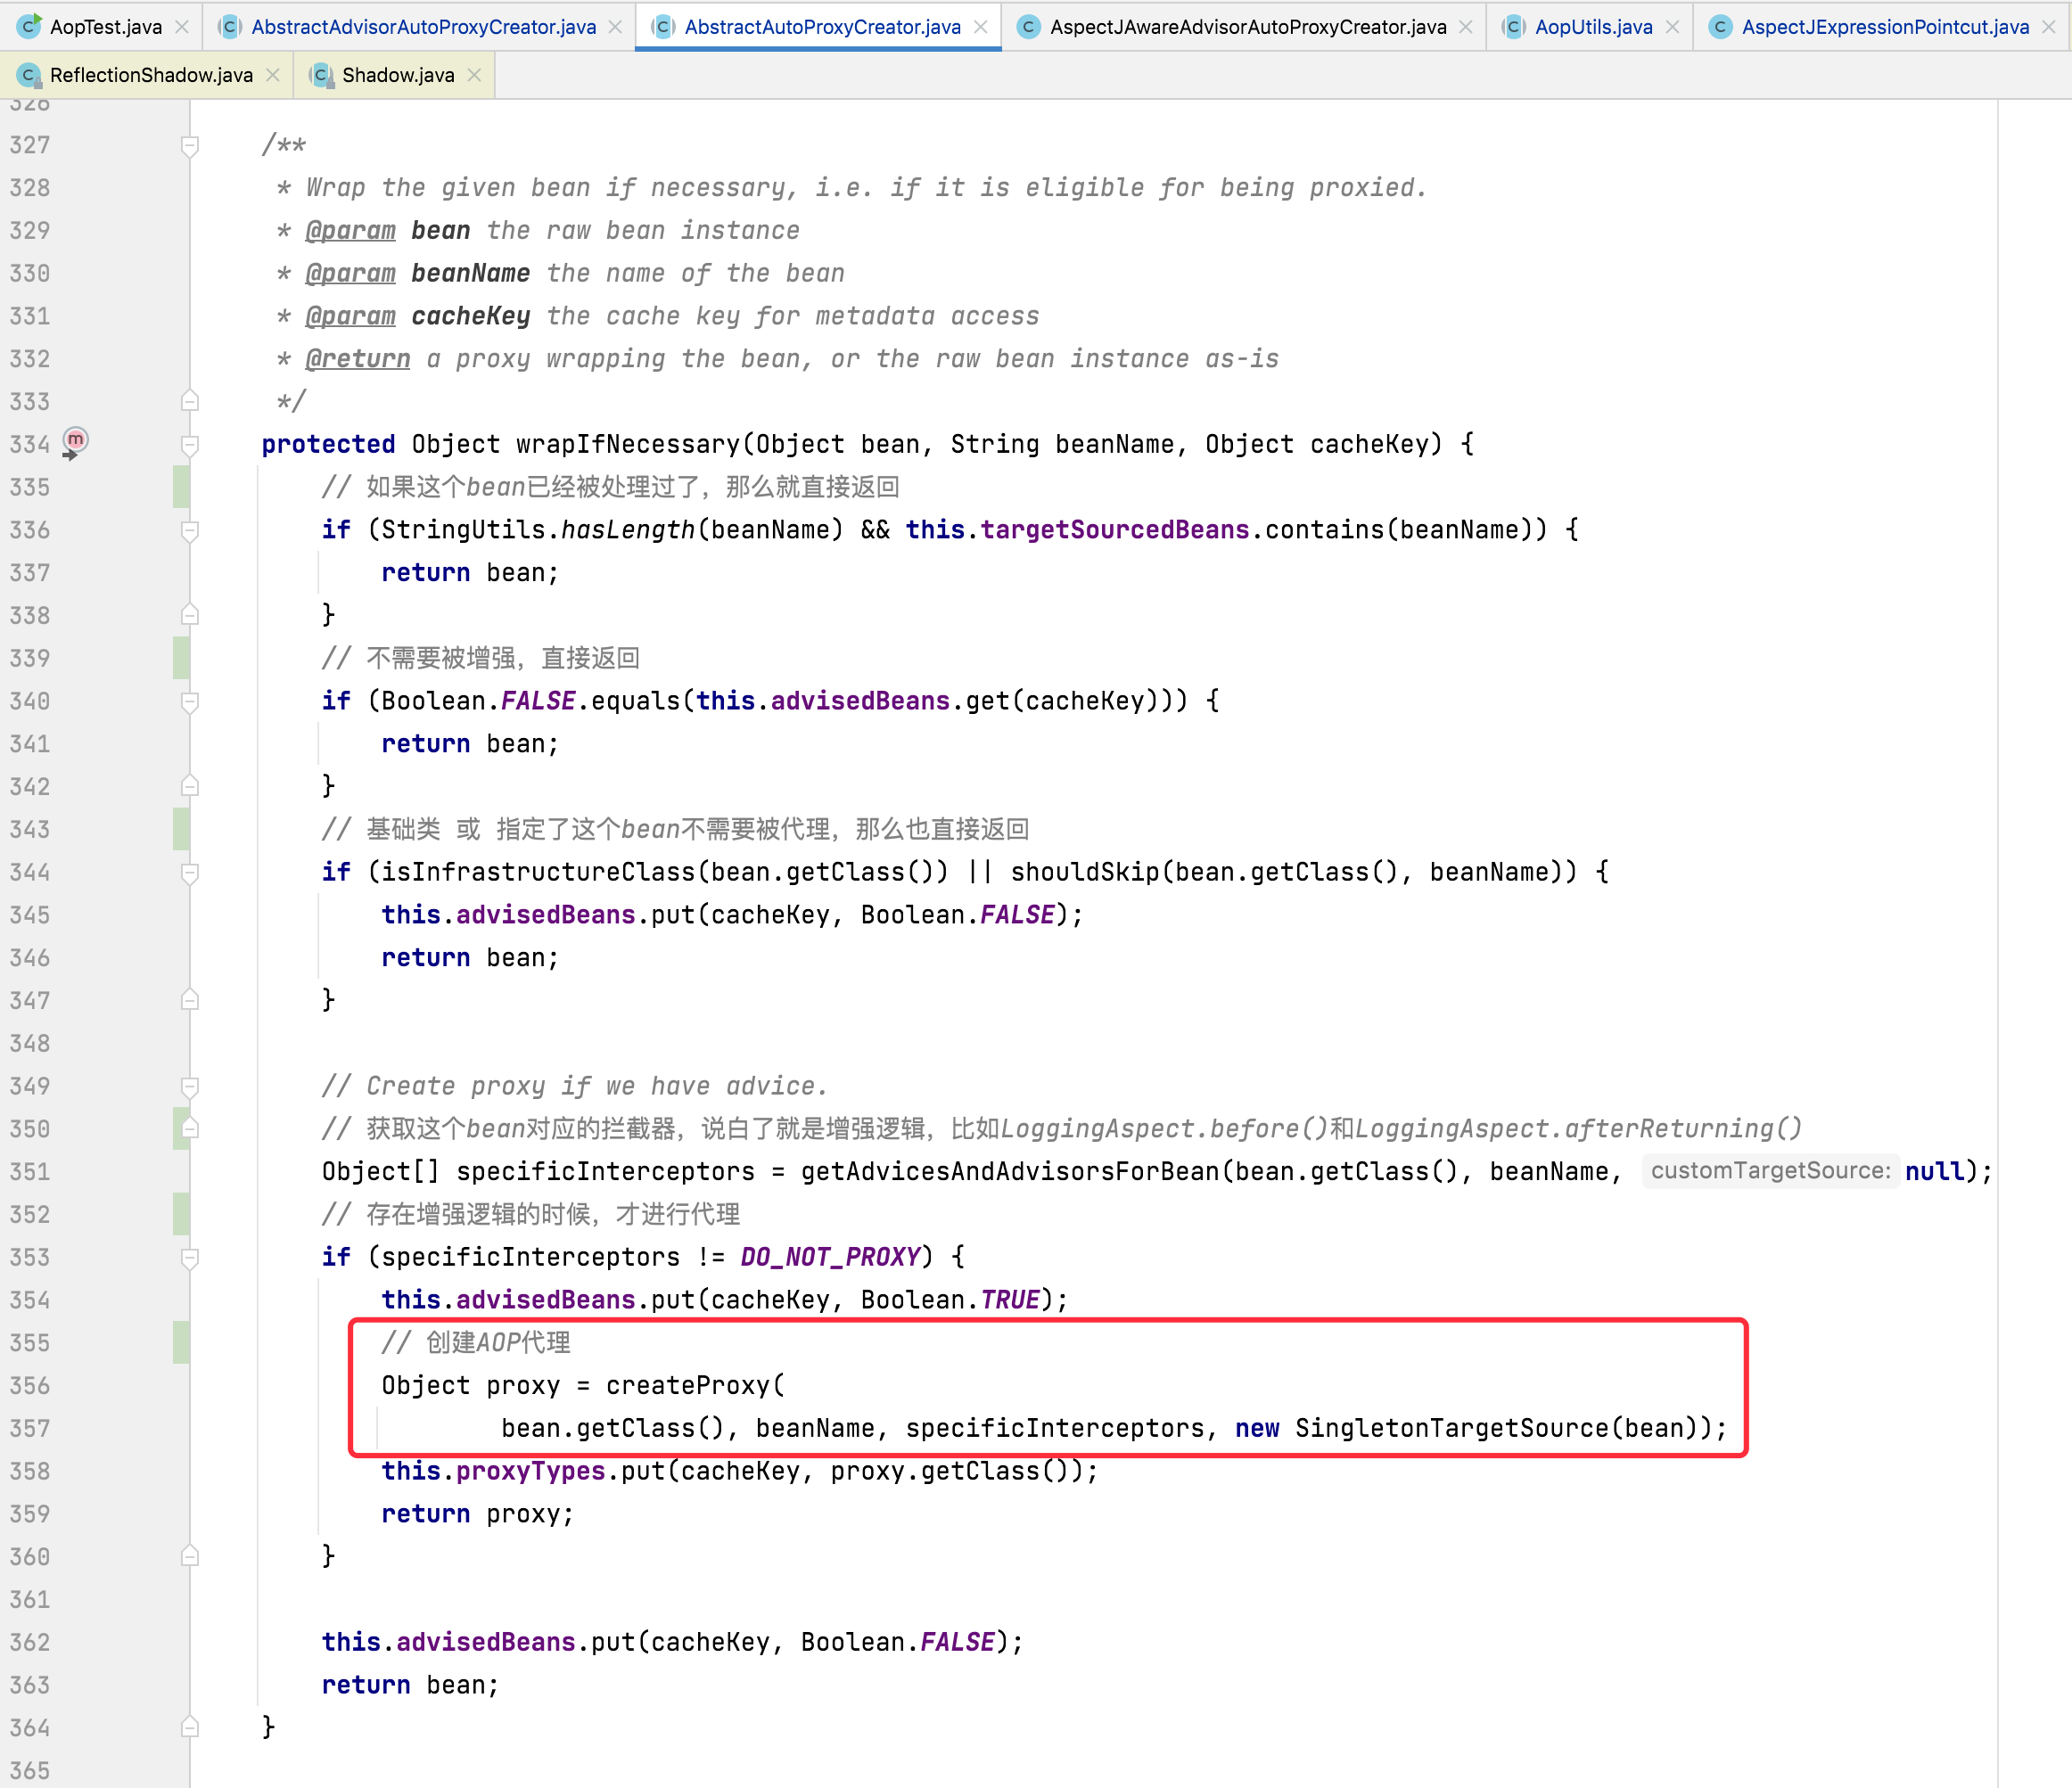 AopTest.java
AbstractAdvisorAutoProxyCreator.java
AbstractAutoProxyCreator.java
AspectJAwareAdvisorAutoProxyCreator.java
AopUtils.java
AspectJExpressionPointcut.java
ReflectionShadow.java
Shadow.java
326
327 /**
328 * Wrap the given bean if necessary, i.e. if it is eligible for being proxied.
329 * @param bean the raw bean instance
330 * @param beanName the name of the bean
331 * @param cacheKey the cache key for metadata access
332 * @return a proxy wrapping the bean, or the raw bean instance as-is
333 */
334 protected Object wrapIfNecessary(Object bean, String beanName, Object cacheKey) {
335 // 如果这个bean已经被处理过了，那么就直接返回
336 if (StringUtils.hasLength(beanName) && this.targetSourcedBeans.contains(beanName)) {
337 return bean;
338 }
339 // 不需要被增强，直接返回
340 if (Boolean.FALSE.equals(this.advisedBeans.get(cacheKey))) {
341 return bean;
342 }
343 // 基础类 或 指定了这个bean不需要被代理，那么也直接返回
344 if (isInfrastructureClass(bean.getClass()) || shouldSkip(bean.getClass(), beanName)) {
345 this.advisedBeans.put(cacheKey, Boolean.FALSE);
346 return bean;
347 }
348
349 // Create proxy if we have advice.
350 // 获取这个bean对应的拦截器，说白了就是增强逻辑，比如LoggingAspect.before()和LoggingAspect.afterReturning()
351 Object[] specificInterceptors = getAdvicesAndAdvisorsForBean(bean.getClass(), beanName, customTargetSource: null);
352 // 存在增强逻辑的时候，才进行代理
353 if (specificInterceptors != DO_NOT_PROXY) {
354 this.advisedBeans.put(cacheKey, Boolean.TRUE);
355 // 创建AOP代理
356 Object proxy = createProxy(
357 bean.getClass(), beanName, specificInterceptors, new SingletonTargetSource(bean));
358 this.proxyTypes.put(cacheKey, proxy.getClass());
359 return proxy;
360 }
361
362 this.advisedBeans.put(cacheKey, Boolean.FALSE);
363 return bean;
364 }
365